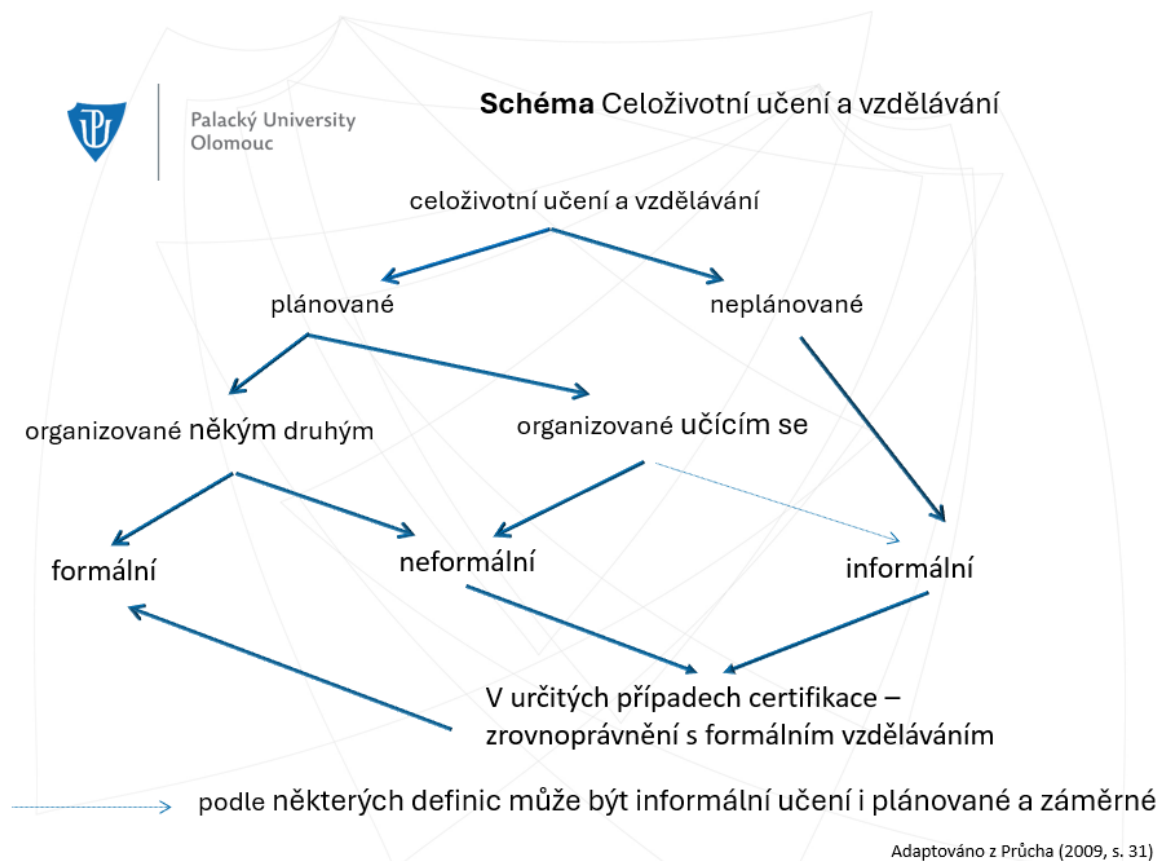 Palacký University
Olomouc
Schéma Celoživotní učení a vzdělávání
celoživotní učení a vzdělávání
plánované
neplánované
organizované někým druhým
organizované učícím se
formální
neformální
informální
V určitých případech certifikace –
zrovnoprávnění s formálním vzděláváním
podle některých definic může být informální učení i plánované a záměrné
Adaptováno z Průcha (2009, s. 31)